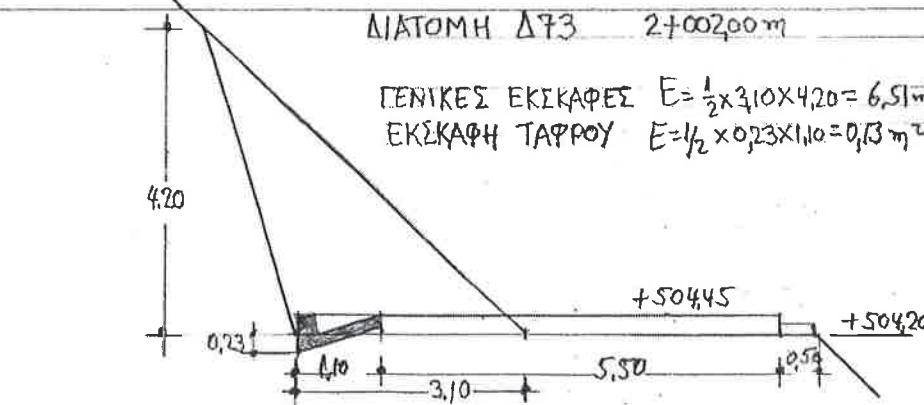 ΔΙΑΤΟΜΗ Δ73 2+002,00 m
ΓΕΝΙΚΕΣ ΕΚΣΚΑΦΕΣ E=½x3,10x4,20= 6,51m
ΕΚΣΚΑΦΗ ΤΑΦΡΟΥ E=1/2 x0,23x1,10=0,13 m²
4.20
+504,45
+504,20
0,23
1,10
5,50
0,50
3,10